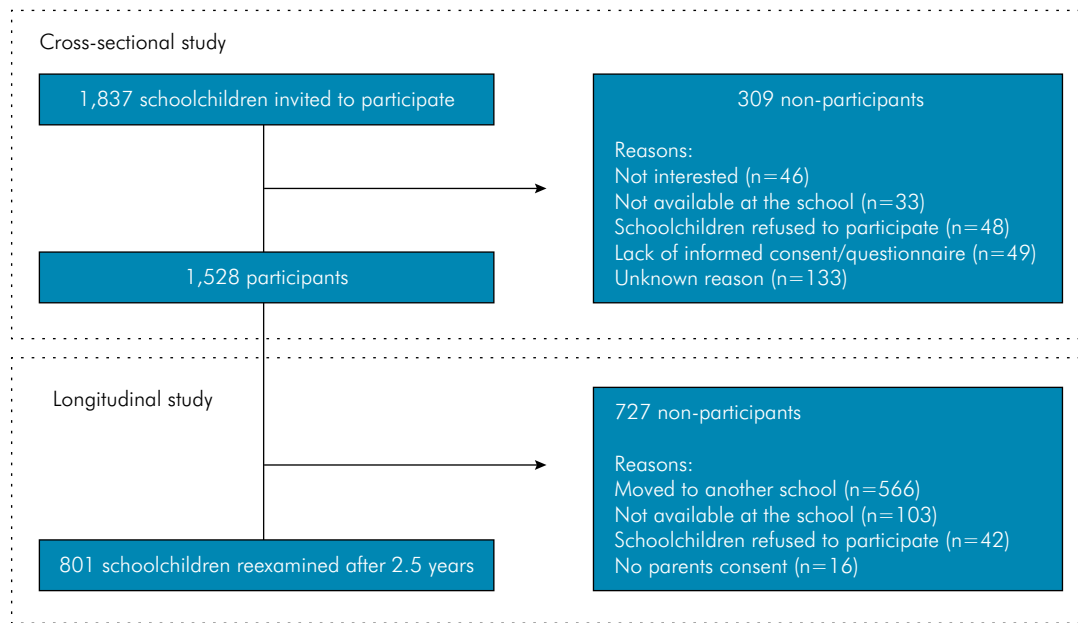 Cross-sectional study
1,837 schoolchildren invited to participate
309 non-participants
Reasons:
Not interested (n=46)
Not available at the school (n=33)
Schoolchildren refused to participate (n=48)
Lack of informed consent/questionnaire (n=49)
Unknown reason (n=133)
1,528 participants
Longitudinal study
727 non-participants
Reasons:
Moved to another school (n=566)
Not available at the school (n=103)
Schoolchildren refused to participate (n=42)
No parents consent (n=16)
801 schoolchildren reexamined after 2.5 years